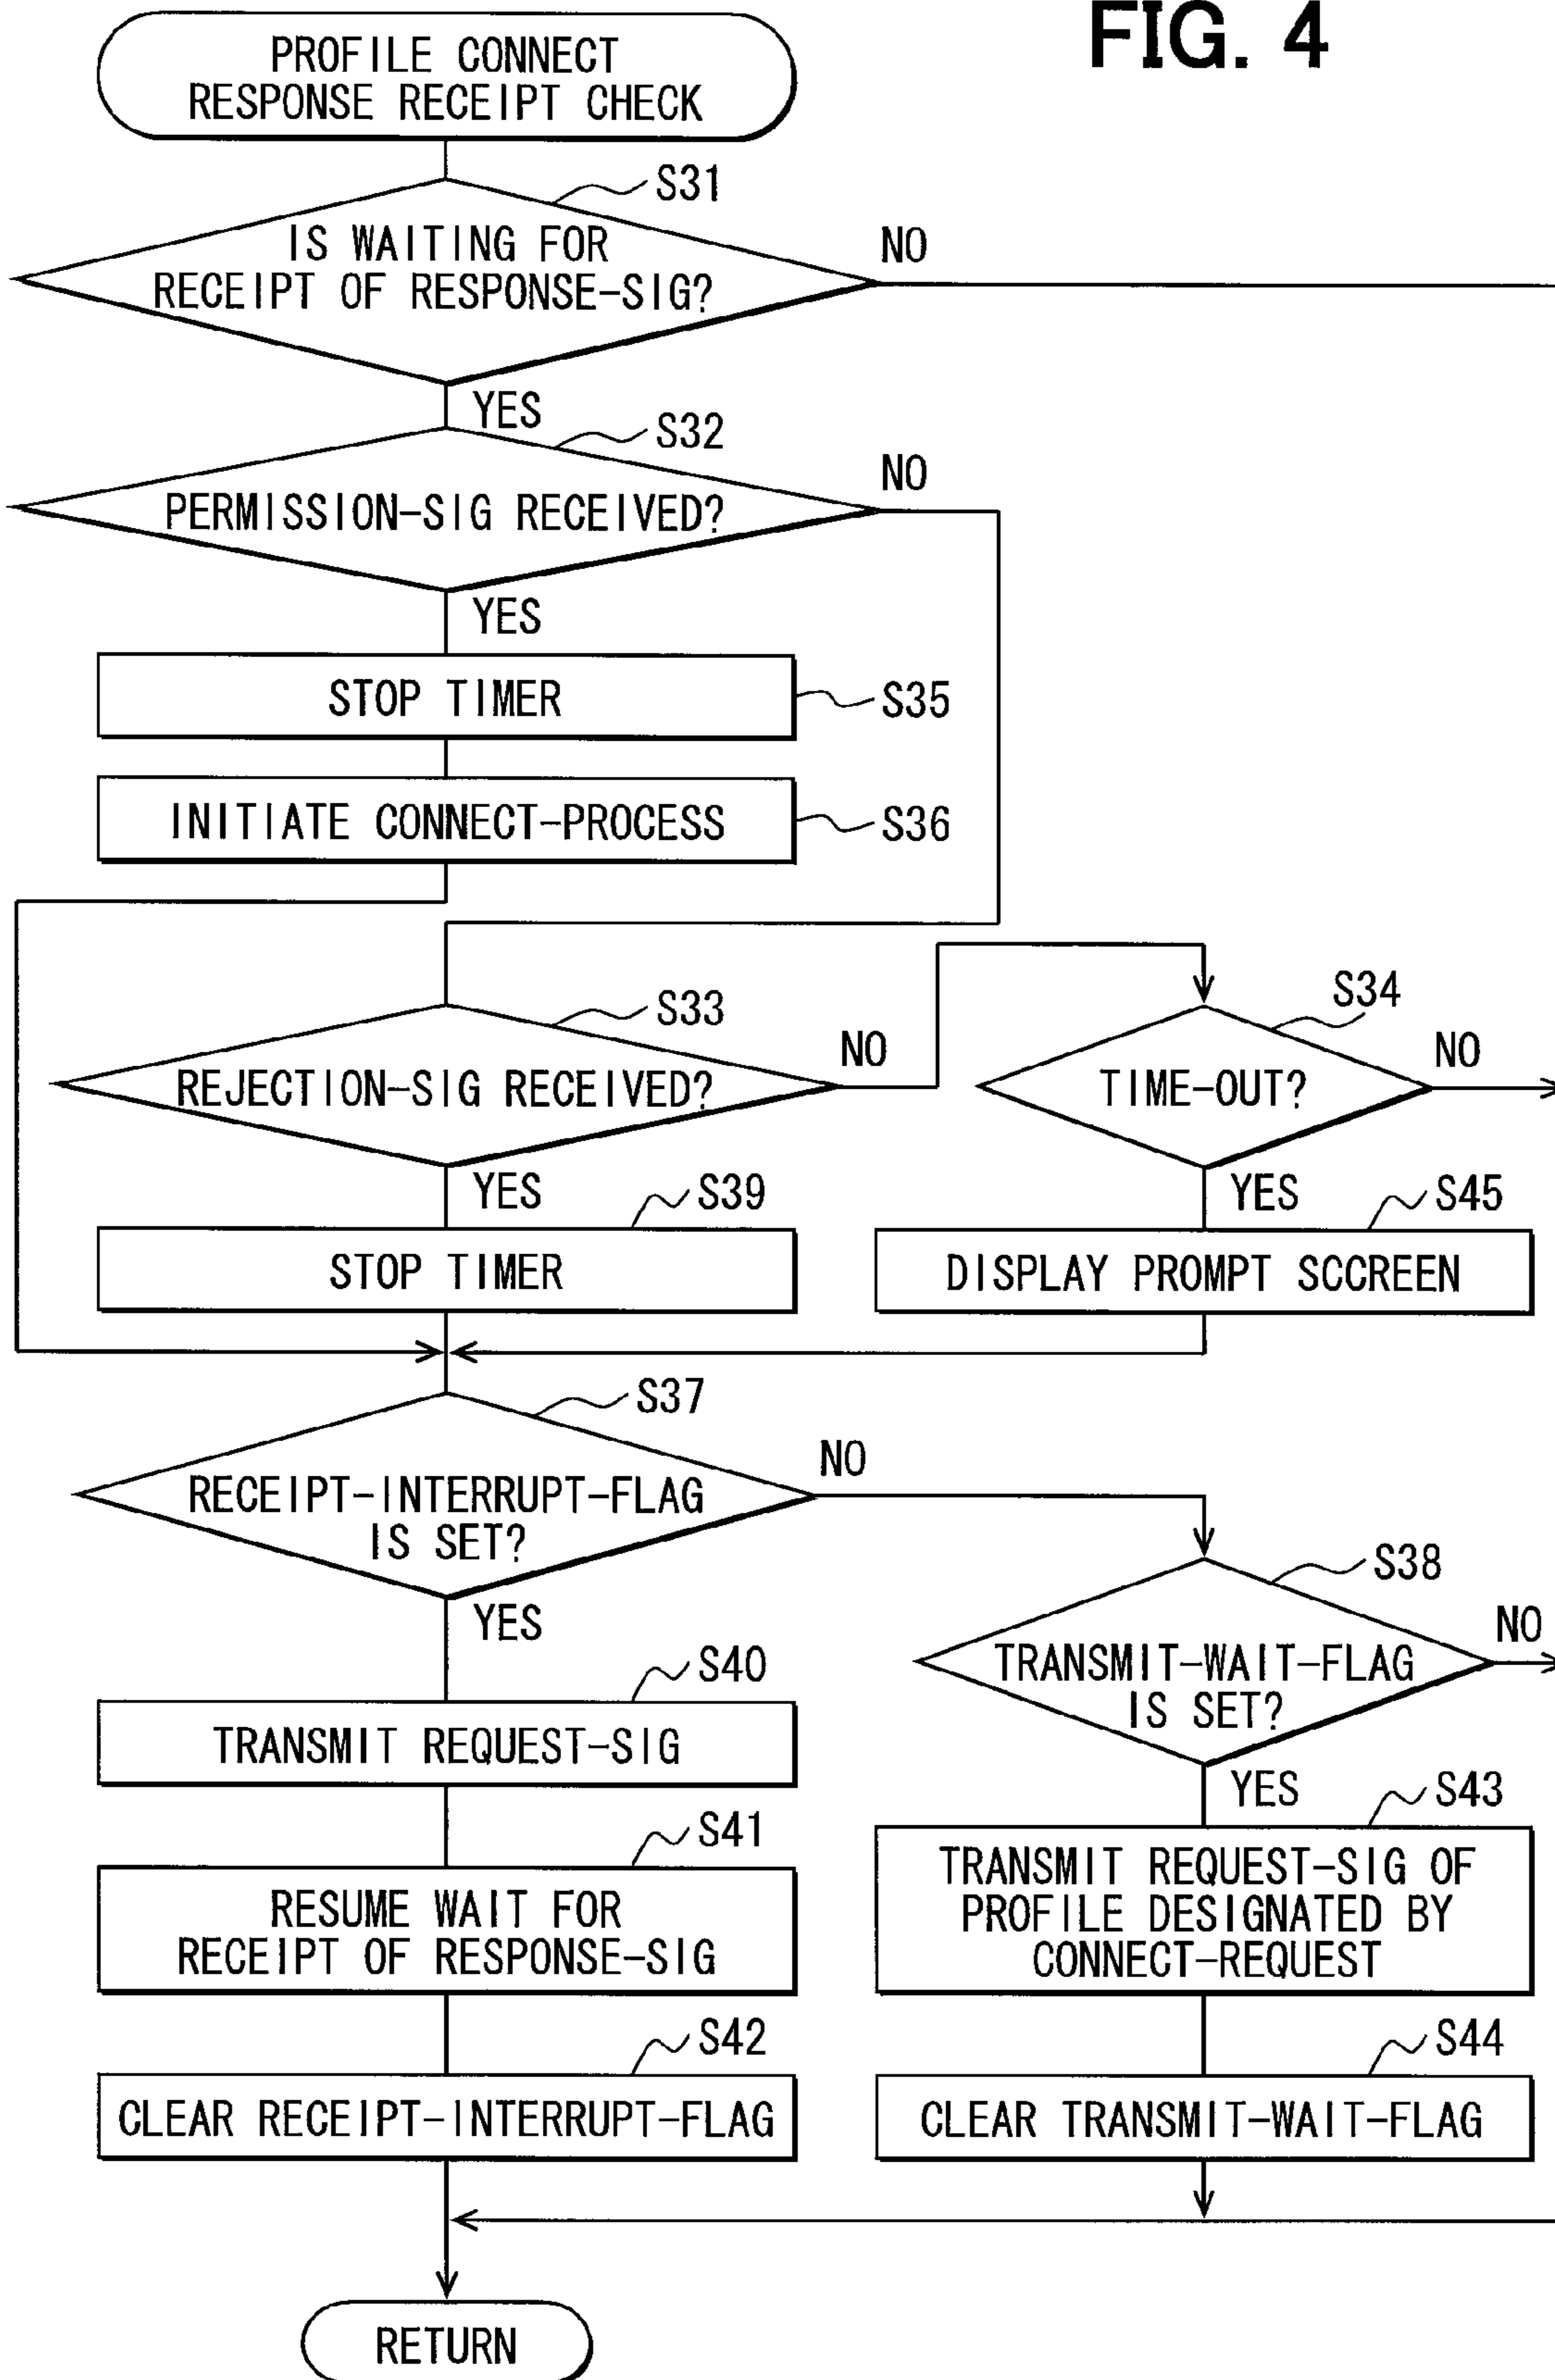 FIG. 4
PROFILE CONNECT
RESPONSE RECEIPT CHECK
S31
IS WAITING FOR
RECEIPT OF RESPONSE-SIG?
NO
YES
S32
PERMISSION-SIG RECEIVED?
NO
YES
STOP TIMER
S35
INITIATE CONNECT-PROCESS
S36
S33
REJECTION-SIG RECEIVED?
NO
YES
S34
TIME-OUT?
NO
YES
S39
STOP TIMER
S45
DISPLAY PROMPT SCCREEN
S37
RECEIPT-INTERRUPT-FLAG
IS SET?
NO
YES
S38
TRANSMIT-WAIT-FLAG
IS SET?
NO
YES
S40
TRANSMIT REQUEST-SIG
S41
RESUME WAIT FOR
RECEIPT OF RESPONSE-SIG
S42
CLEAR RECEIPT-INTERRUPT-FLAG
S43
TRANSMIT REQUEST-SIG OF
PROFILE DESIGNATED BY
CONNECT-REQUEST
S44
CLEAR TRANSMIT-WAIT-FLAG
RETURN